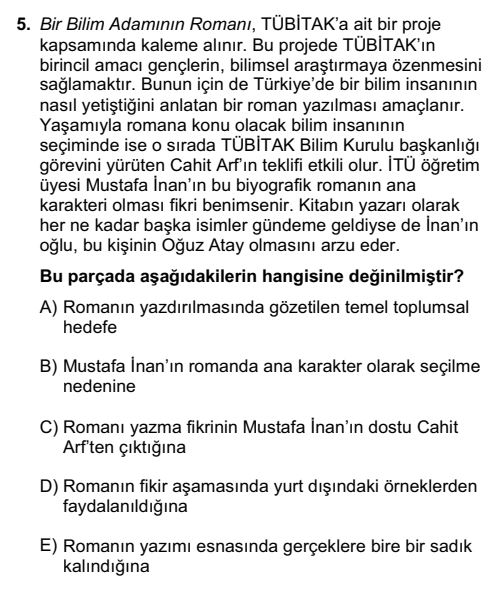 5. Bir Bilim Adamının Romanı, TÜBİTAK’a ait bir proje
kapsamında kaleme alınır. Bu projede TÜBİTAK’ın
birincil amacı gençlerin, bilimsel araştırmaya özenmesini
sağlamaktır. Bunun için de Türkiye’de bir bilim insanının
nasıl yetiştiğini anlatan bir roman yazılması amaçlanır.
Yaşamıyla romana konu olacak bilim insanının
seçiminde ise o sırada TÜBİTAK Bilim Kurulu başkanlığı
görevini yürüten Cahit Arf’ın teklifi etkili olur. İTÜ öğretim
üyesi Mustafa İnan’ın bu biyografik romanın ana
karakteri olması fikri benimsenir. Kitabın yazarı olarak
her ne kadar başka isimler gündeme geldiyse de İnan’ın
oğlu, bu kişinin Oğuz Atay olmasını arzu eder.
Bu parçada aşağıdakilerin hangisine değinilmiştir?
A) Romanın yazdırılmasında gözetilen temel toplumsal
hedefe
B) Mustafa İnan’ın romanda ana karakter olarak seçilme
nedenine
C) Romanı yazma fikrinin Mustafa İnan’ın dostu Cahit
Arf’ten çıktığına
D) Romanın fikir aşamasında yurt dışındaki örneklerden
faydalanıldığına
E) Romanın yazımı esnasında gerçeklere bire bir sadık
kalındığına